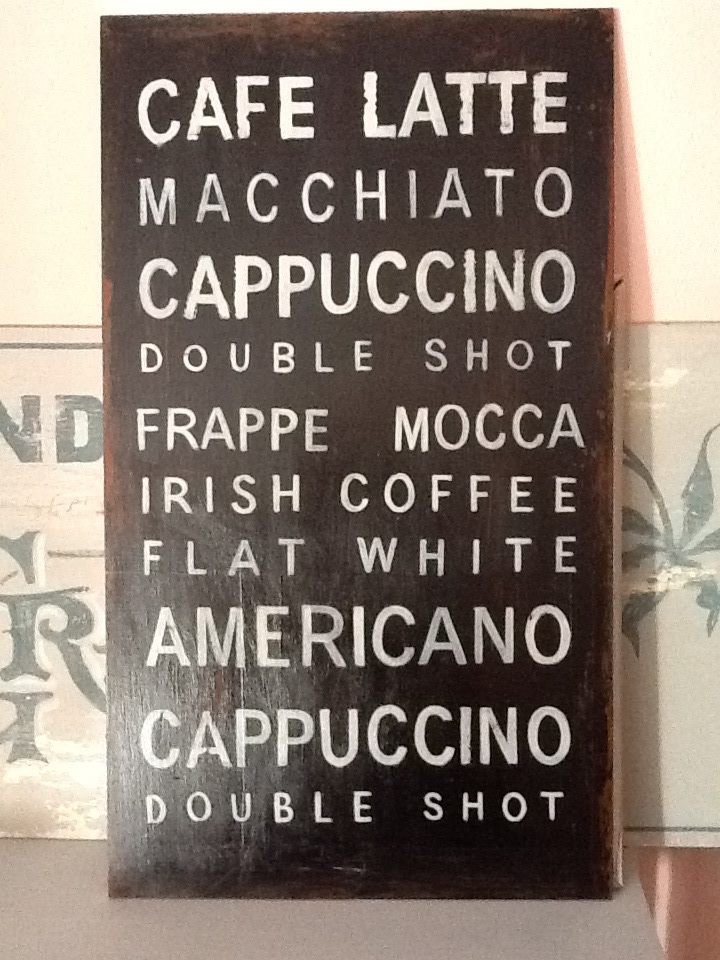 CAFE LATTE
MACCHIATO
CAPPUCCINO
DOUBLE SHOT
FRAPPE MOCCA
IRISH COFFEE
FLAT WHITE
AMERICANO
CAPPUCCINO
DOUBLE SHOT